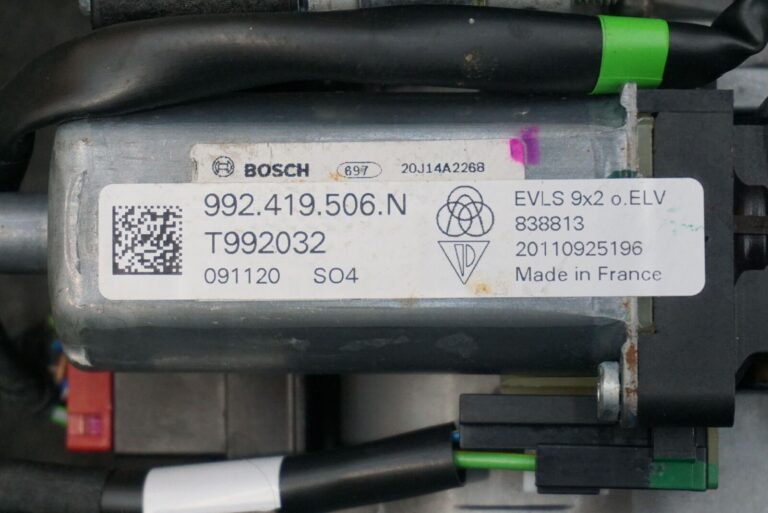 BOSCH 697 20J14A2268
992.419.506.N
T992032
091120 SO4
EVLS 9x2 o.ELV
838813
20110925196
Made in France